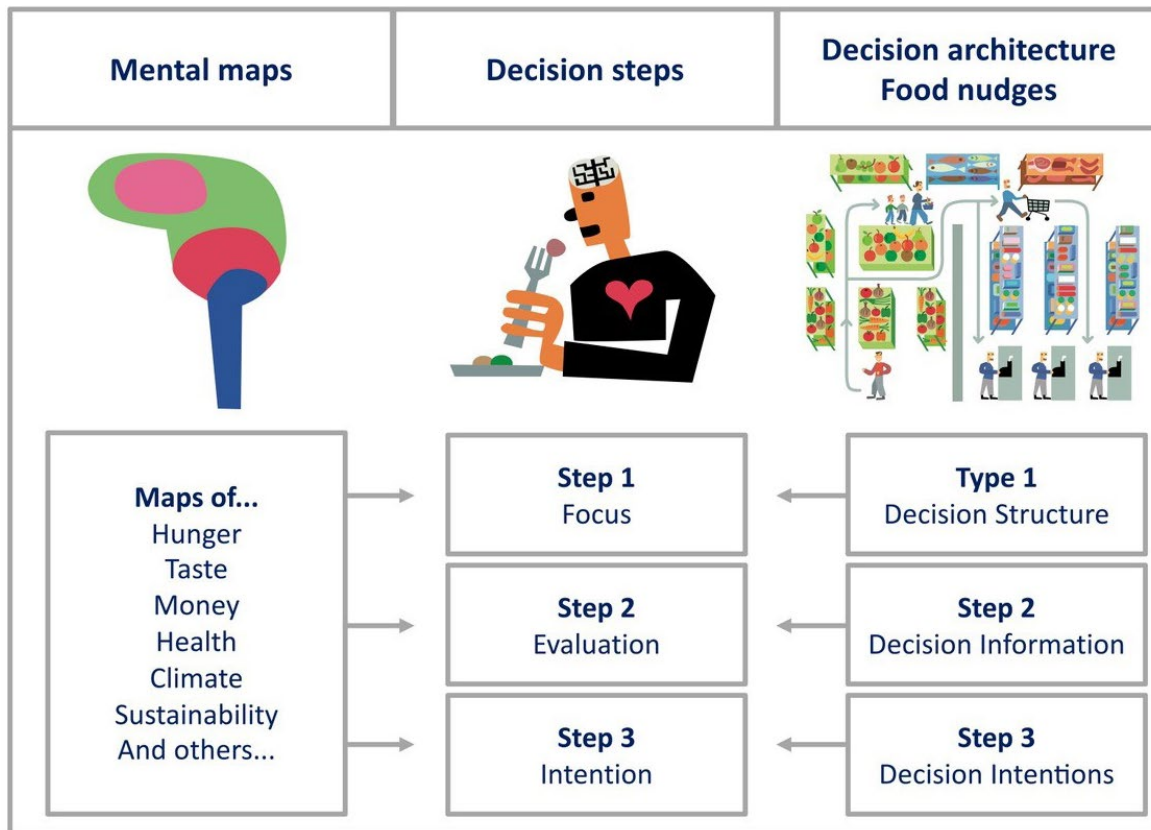 Mental maps
Decision steps
Decision architecture
Food nudges
Maps of...
Hunger
Taste
Money
Health
Climate
Sustainability
And others...
Step 1
Focus
Step 2
Evaluation
Step 3
Intention
Type 1
Decision Structure
Step 2
Decision Information
Step 3
Decision Intentions